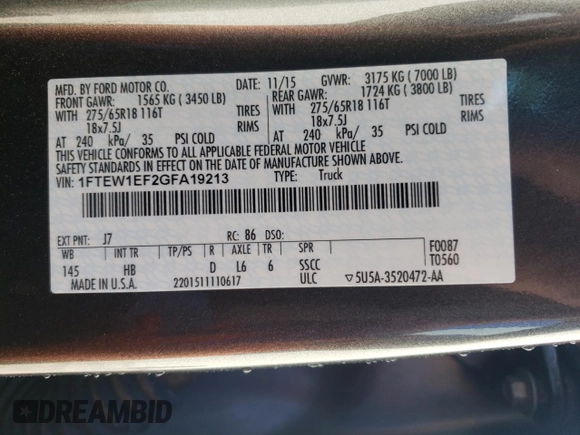 MFD. BY FORD MOTOR CO. DATE: 11/15 GVWR: 3175 KG ( 7000 LB)
FRONT GAWR: 1565 KG ( 3450 LB) REAR GAWR: 1724 KG ( 3800 LB)
WITH 275/65R18 116T TIRES WITH 275/65R18 116T TIRES
18x7.5J RIMS 18x7.5J RIMS
AT 240 kPa/ 35 PSI COLD AT 240 kPa/ 35 PSI COLD
THIS VEHICLE CONFORMS TO ALL APPLICABLE FEDERAL MOTOR VEHICLE
SAFETY STANDARDS IN EFFECT ON THE DATE OF MANUFACTURE SHOWN ABOVE.
VIN: 1FTEW1EF2GFA19213 TYPE: Truck
EXT PNT: J7 RC: 86 DSO:
WB INT TR TP/PS R AXLE TR SPR F0087
145 HB D L6 6 SSCC T0560
MADE IN U.S.A. 2201511110617 ULC ▽5U5A-3520472-AA
DREAMBID